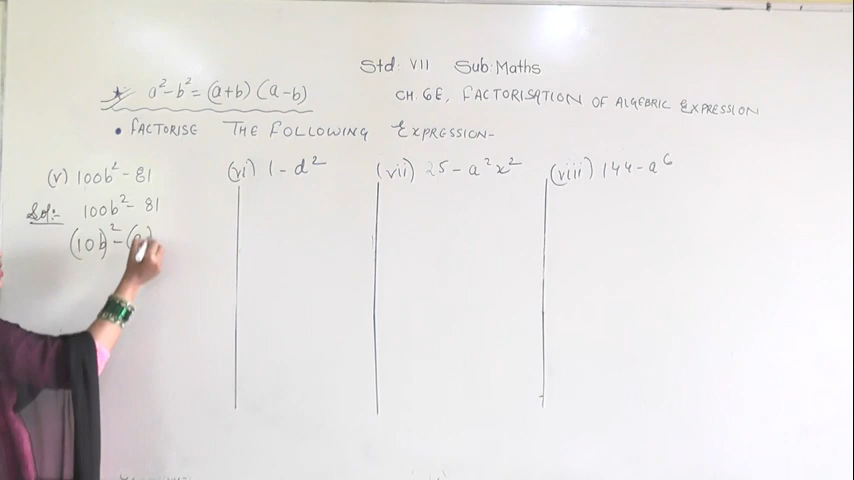 Std: VII Sub: Maths
★ a²-b² = (a+b) (a-b)
CH. 6E, FACTORISATION OF ALGEBRIC EXPRESSION
• FACTORISE THE FOLLOWING EXPRESSION-
(v) 100b² - 81
Sol:- 100b² - 81
(10b)² - (
(vi) 1 - d²
(vii) 25 - a²x²
(viii) 144 - a⁶